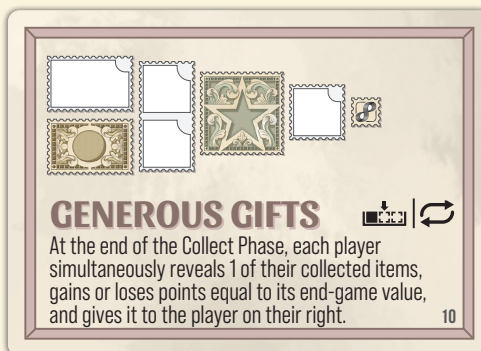 GENEROUS GIFTS
At the end of the Collect Phase, each player
simultaneously reveals 1 of their collected items,
gains or loses points equal to its end-game value,
and gives it to the player on their right.
10